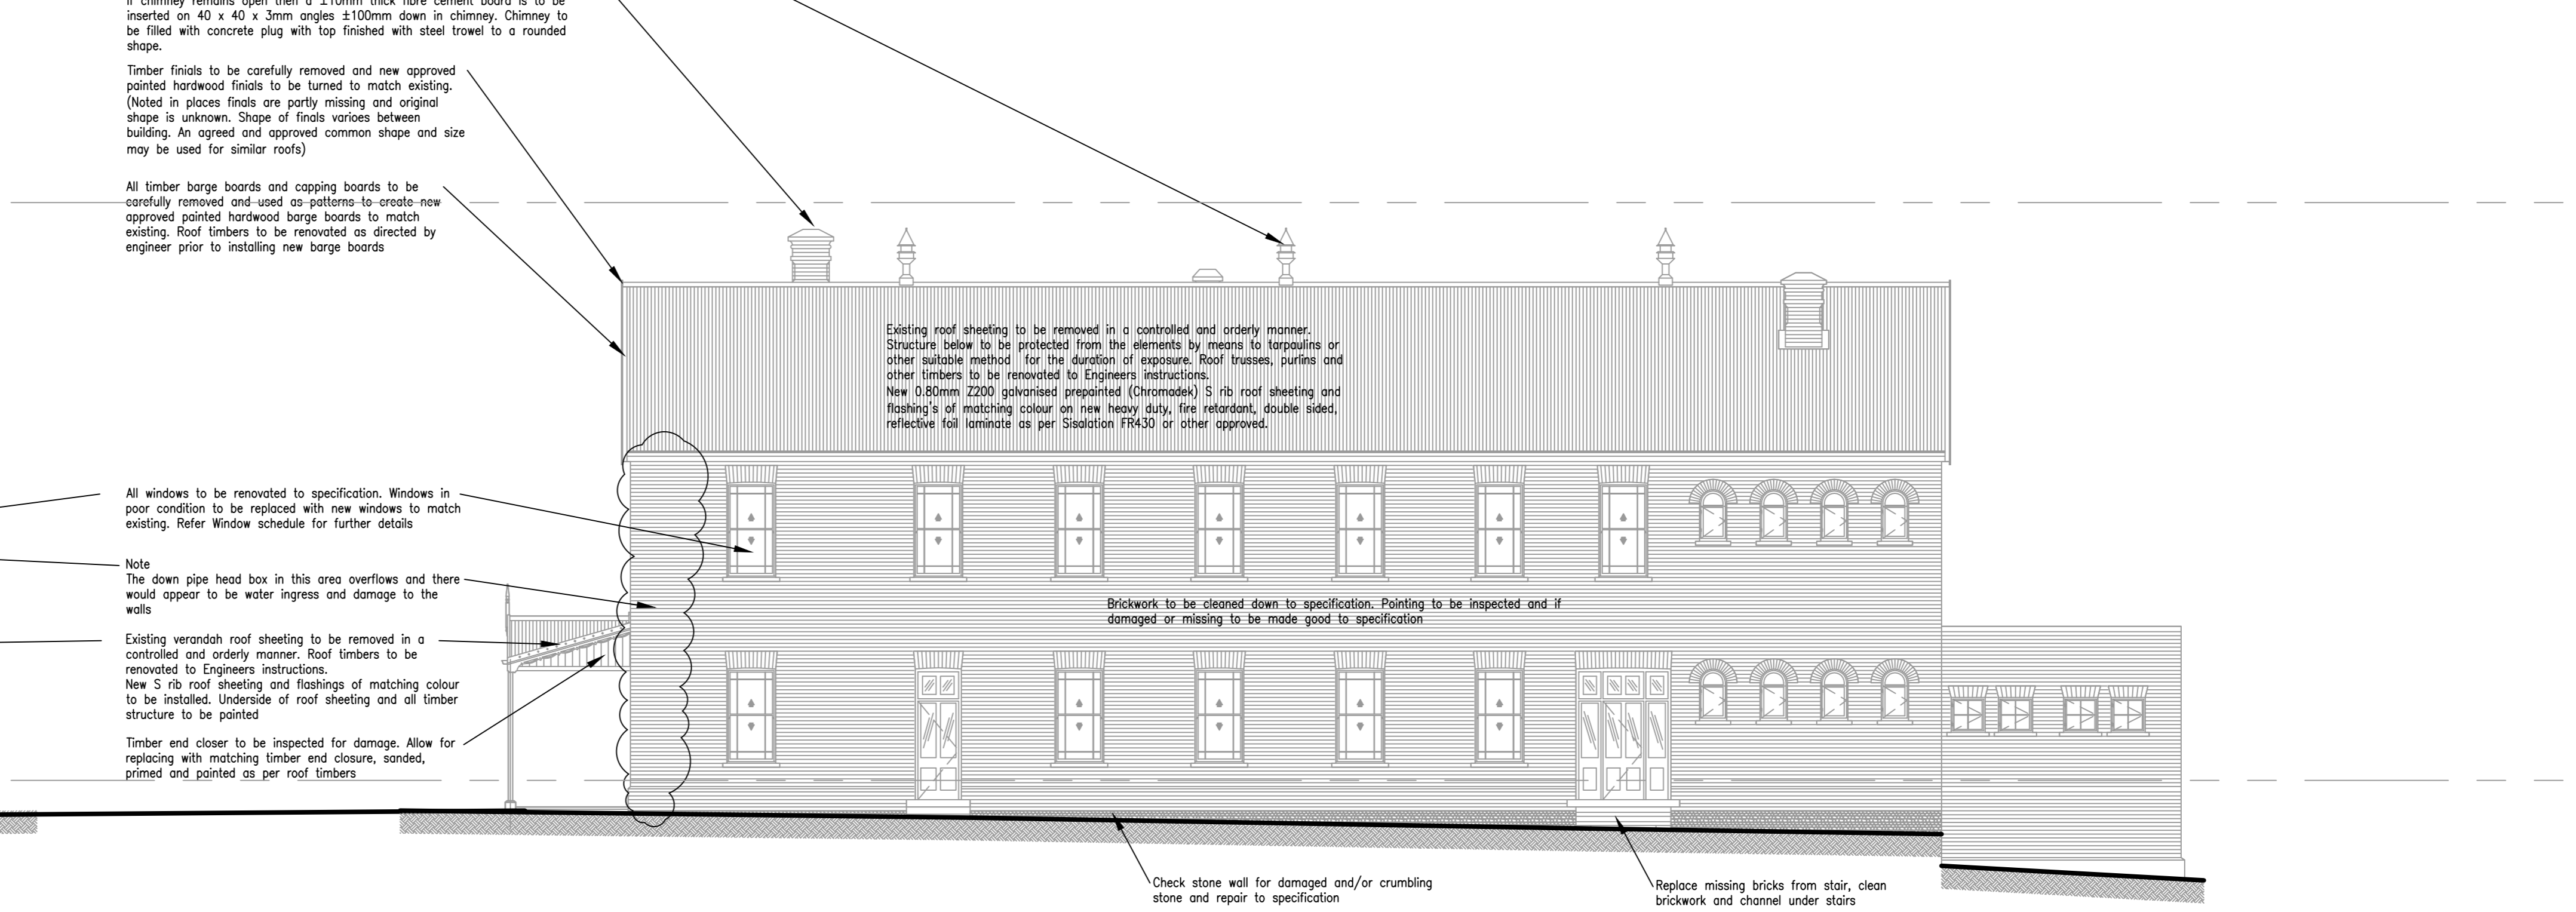 If chimney remains open then a ±10mm thick fibre cement board is to be
inserted on 40 x 40 x 3mm angles ±100mm down in chimney. Chimney to
be filled with concrete plug with top finished with steel trowel to a rounded
shape.
Timber finials to be carefully removed and new approved
painted hardwood finials to be turned to match existing.
(Noted in places finals are partly missing and original
shape is unknown. Shape of finals varioes between
building. An agreed and approved common shape and size
may be used for similar roofs)
All timber barge boards and capping boards to be
carefully removed and used as patterns to create new
approved painted hardwood barge boards to match
existing. Roof timbers to be renovated as directed by
engineer prior to installing new barge boards
Existing roof sheeting to be removed in a controlled and orderly manner.
Structure below to be protected from the elements by means to tarpaulins or
other suitable method for the duration of exposure. Roof trusses, purlins and
other timbers to be renovated to Engineers instructions.
New 0.80mm Z200 galvanised prepainted (Chromadek) S rib roof sheeting and
flashing's of matching colour on new heavy duty, fire retardant, double sided,
reflective foil laminate as per Sisalation FR430 or other approved.
All windows to be renovated to specification. Windows in
poor condition to be replaced with new windows to match
existing. Refer Window schedule for further details
Note
The down pipe head box in this area overflows and there
would appear to be water ingress and damage to the
walls
Brickwork to be cleaned down to specification. Pointing to be inspected and if
damaged or missing to be made good to specification
Existing verandah roof sheeting to be removed in a
controlled and orderly manner. Roof timbers to be
renovated to Engineers instructions.
New S rib roof sheeting and flashings of matching colour
to be installed. Underside of roof sheeting and all timber
structure to be painted
Timber end closer to be inspected for damage. Allow for
replacing with matching timber end closure, sanded,
primed and painted as per roof timbers
Check stone wall for damaged and/or crumbling
stone and repair to specification
Replace missing bricks from stair, clean
brickwork and channel under stairs